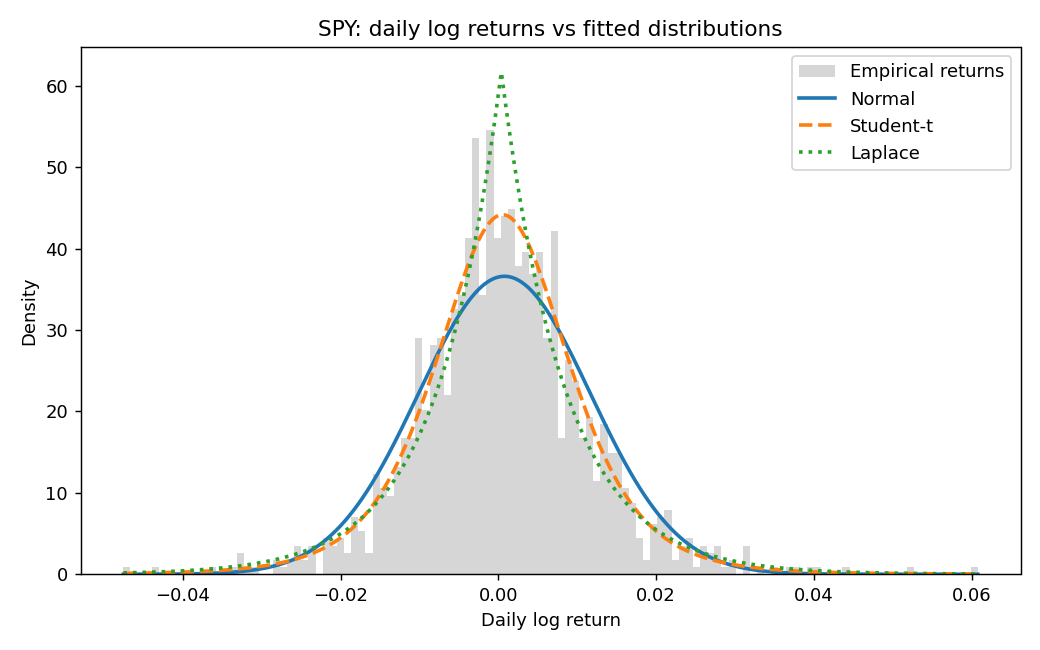 SPY: daily log returns vs fitted distributions
Empirical returns
Normal
Student-t
Laplace
60
50
40
30
20
10
0
Density
−0.04 −0.02 0.00 0.02 0.04 0.06
Daily log return